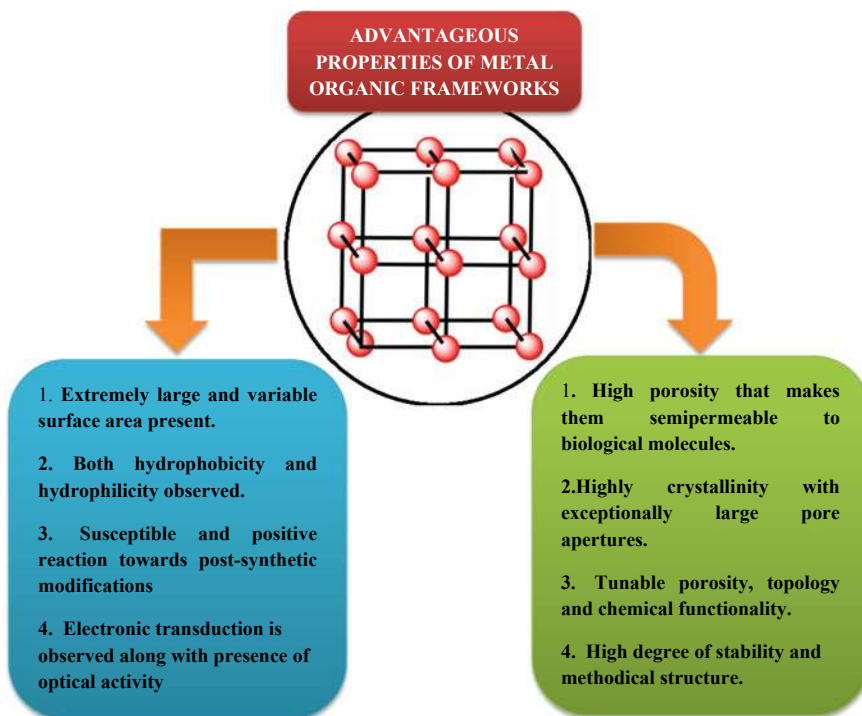 ADVANTAGEOUS
PROPERTIES OF METAL
ORGANIC FRAMEWORKS
1. Extremely large and variable
surface area present.
2. Both hydrophobicity and
hydrophilicity observed.
3. Susceptible and positive
reaction towards post-synthetic
modifications
4. Electronic transduction is
observed along with presence of
optical activity
1. High porosity that makes
them semipermeable to
biological molecules.
2.Highly crystallinity with
exceptionally large pore
apertures.
3. Tunable porosity, topology
and chemical functionality.
4. High degree of stability and
methodical structure.